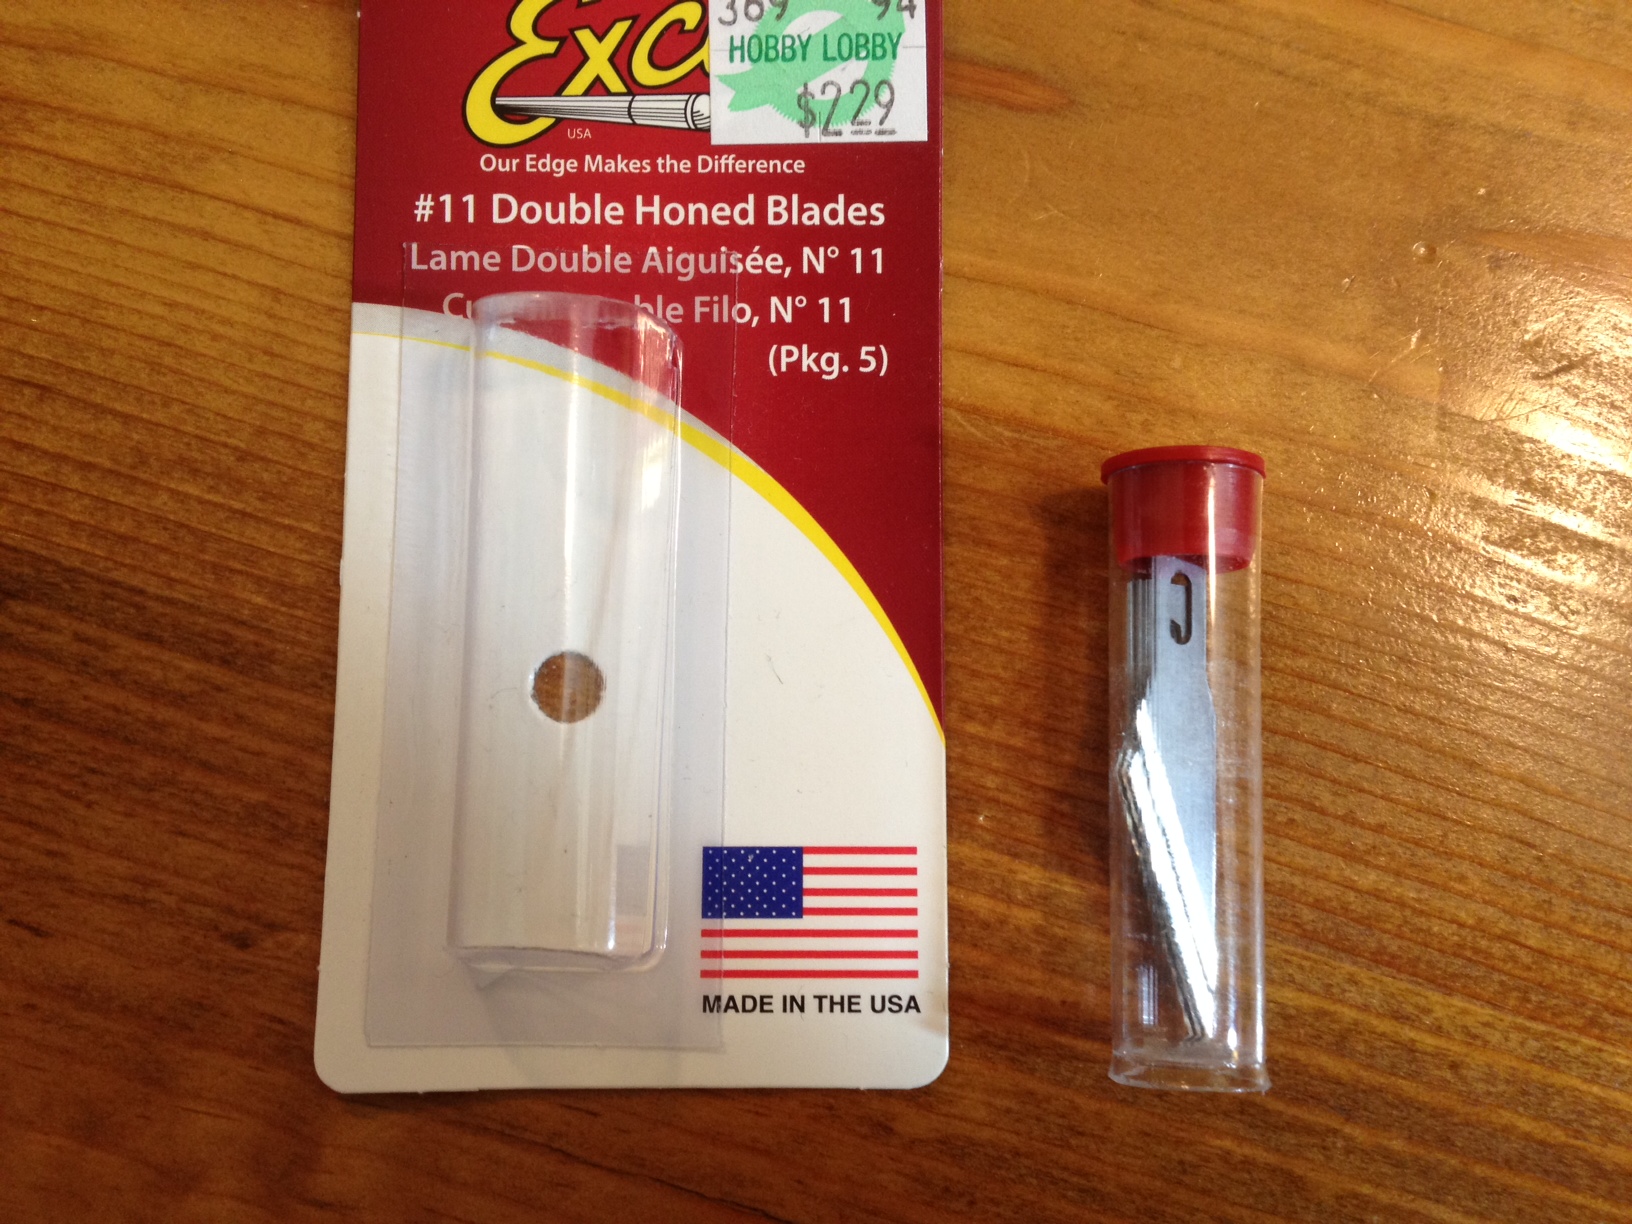 Exc
369 94
HOBBY LOBBY
$2.29
USA
Our Edge Makes the Difference
#11 Double Honed Blades
Lame Double Aiguisée, N° 11
Filo, N° 11
(Pkg. 5)
MADE IN THE USA